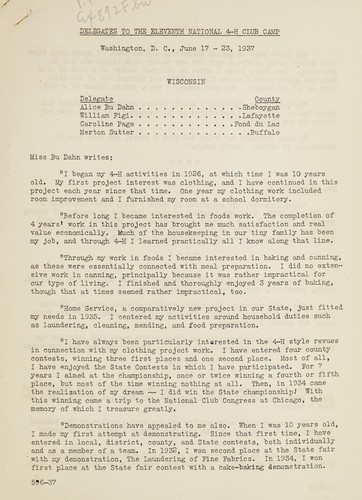 DELEGATES TO THE ELEVENTH NATIONAL 4-H CLUB CAMP
Washington, D. C., June 17 - 23, 1937
WISCONSIN
Delegate County
Alice Bu Dahn . . . . . . . . . . . . .Sheboygan
William Figi. . . . . . . . . . . . . .Lafayette
Caroline Page . . . . . . . . . . . .Fond du Lac
Merton Sutter . . . . . . . . . . . . . .Buffalo
Miss Bu Dahn writes:
"I began my 4-H activities in 1926, at which time I was 10 years
old. My first project interest was clothing, and I have continued in this
project each year since that time. One year my clothing work included
room improvement and I furnished my room at a school dormitory.
"Before long I became interested in foods work. The completion of
4 years' work in this project has brought me much satisfaction and real
value economically. Much of the housekeeping in our tiny family has been
my job, and through 4-H I learned practically all I know along that line.
"Through my work in foods I became interested in baking and canning,
as these were essentially connected with meal preparation. I did no exten-
sive work in canning, principally because it was rather impractical for
our type of living. I finished and thoroughly enjoyed 3 years of baking,
though that at times seemed rather impractical, too.
"Home Service, a comparatively new project in our State, just fitted
my needs in 1935. I centered my activities around household duties such
as laundering, cleaning, mending, and food preparation.
"I have always been particularly interested in the 4-H style revues
in connection with my clothing project work. I have entered four county
contests, winning three first places and one second place. Most of all,
I have enjoyed the State Contests in which I have participated. For 7
years I aimed at the championship, once or twice winning a fourth or fifth
place, but most of the time winning nothing at all. Then, in 1934 came
the realization of my dream -- I did win the State championship! With
this winning came a trip to the National Club Congress at Chicago, the
memory of which I treasure greatly.
"Demonstrations have appealed to me also. When I was 10 years old,
I made my first attempt at demonstrating. Since that first time, I have
entered in local, district, county, and State contests, both individually
and as a member of a team. In 1932, I won second place at the State fair
with my demonstration, The Laundering of Fine Fabrics. In 1934, I won
first place at the State fair contest with a cake-baking demonstration.
556-37